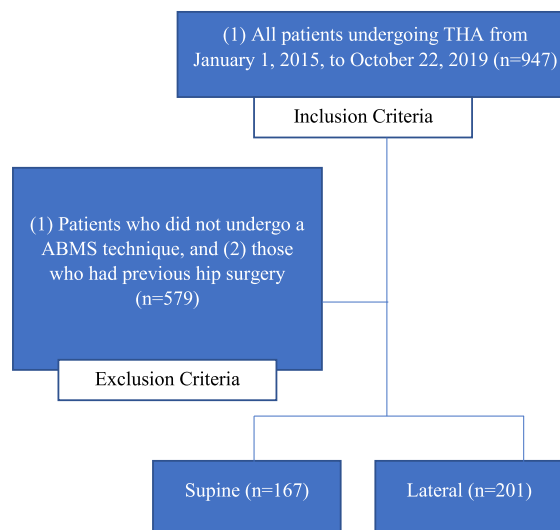 (1) All patients undergoing THA from
January 1, 2015, to October 22, 2019 (n=947)
Inclusion Criteria
(1) Patients who did not undergo a
ABMS technique, and (2) those
who had previous hip surgery
(n=579)
Exclusion Criteria
Supine (n=167)
Lateral (n=201)